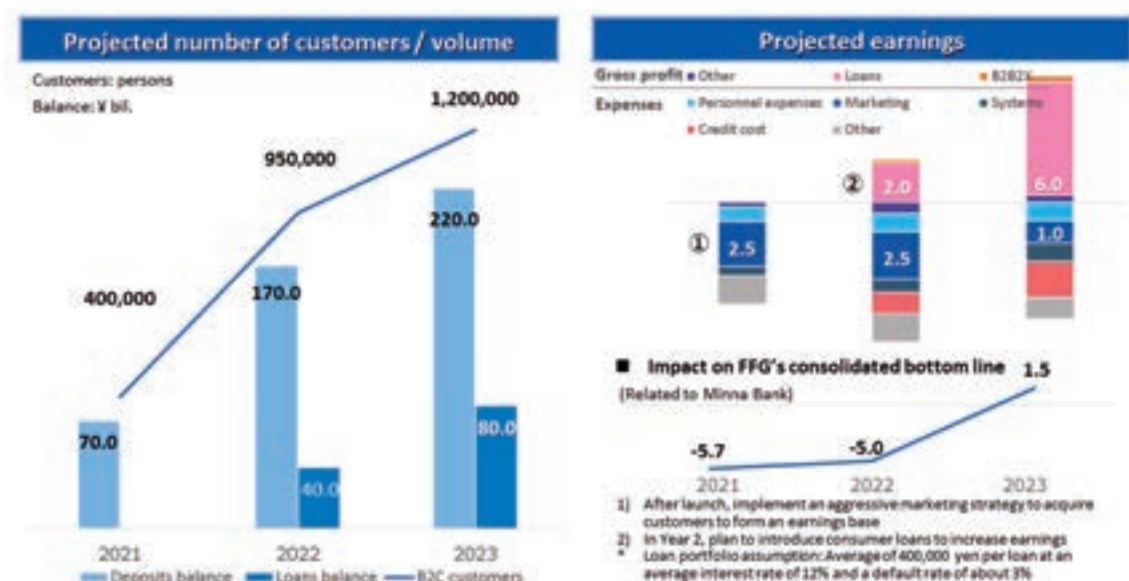 Projected number of customers / volume
Customers: persons
Balance: ¥ bil.
1,200,000
950,000
400,000
220.0
170.0
70.0
80.0
40.0
2021
2022
2023
Deposits balance
Loans balance
B2C customers
Projected earnings
Gross profit
Other
Loans
B2B2X
Expenses
Personnel expenses
Marketing
Systems
Credit cost
Other
②
2.0
6.0
①
2.5
2.5
1.0
■ Impact on FFG's consolidated bottom line
(Related to Minna Bank)
1.5
-5.7
-5.0
2021
2022
2023
1) After launch, implement an aggressive marketing strategy to acquire
customers to form an earnings base
2) In Year 2, plan to introduce consumer loans to increase earnings
* Loan portfolio assumption: Average of 400,000 yen per loan at an
average interest rate of 12% and a default rate of about 3%